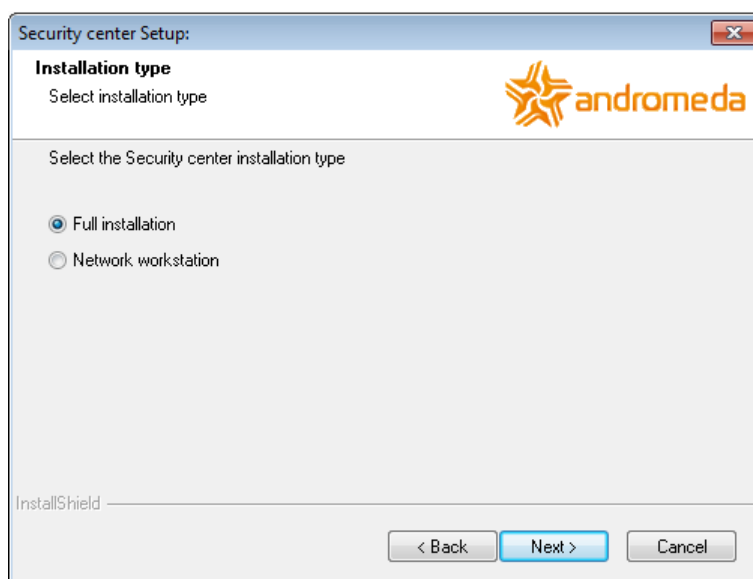 Security center Setup:
Installation type
Select installation type
andromeda
Select the Security center installation type
Full installation
Network workstation
InstallShield
< Back
Next >
Cancel